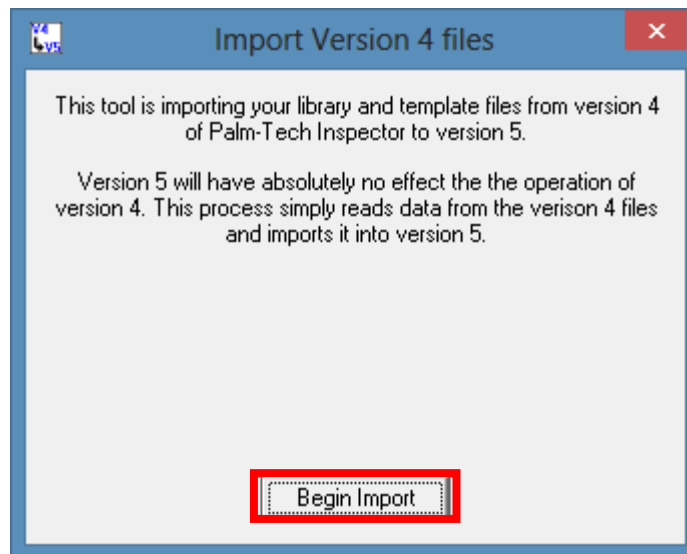 V4
V5
Import Version 4 files
This tool is importing your library and template files from version 4
of Palm-Tech Inspector to version 5.
Version 5 will have absolutely no effect the the operation of
version 4. This process simply reads data from the verison 4 files
and imports it into version 5.
Begin Import